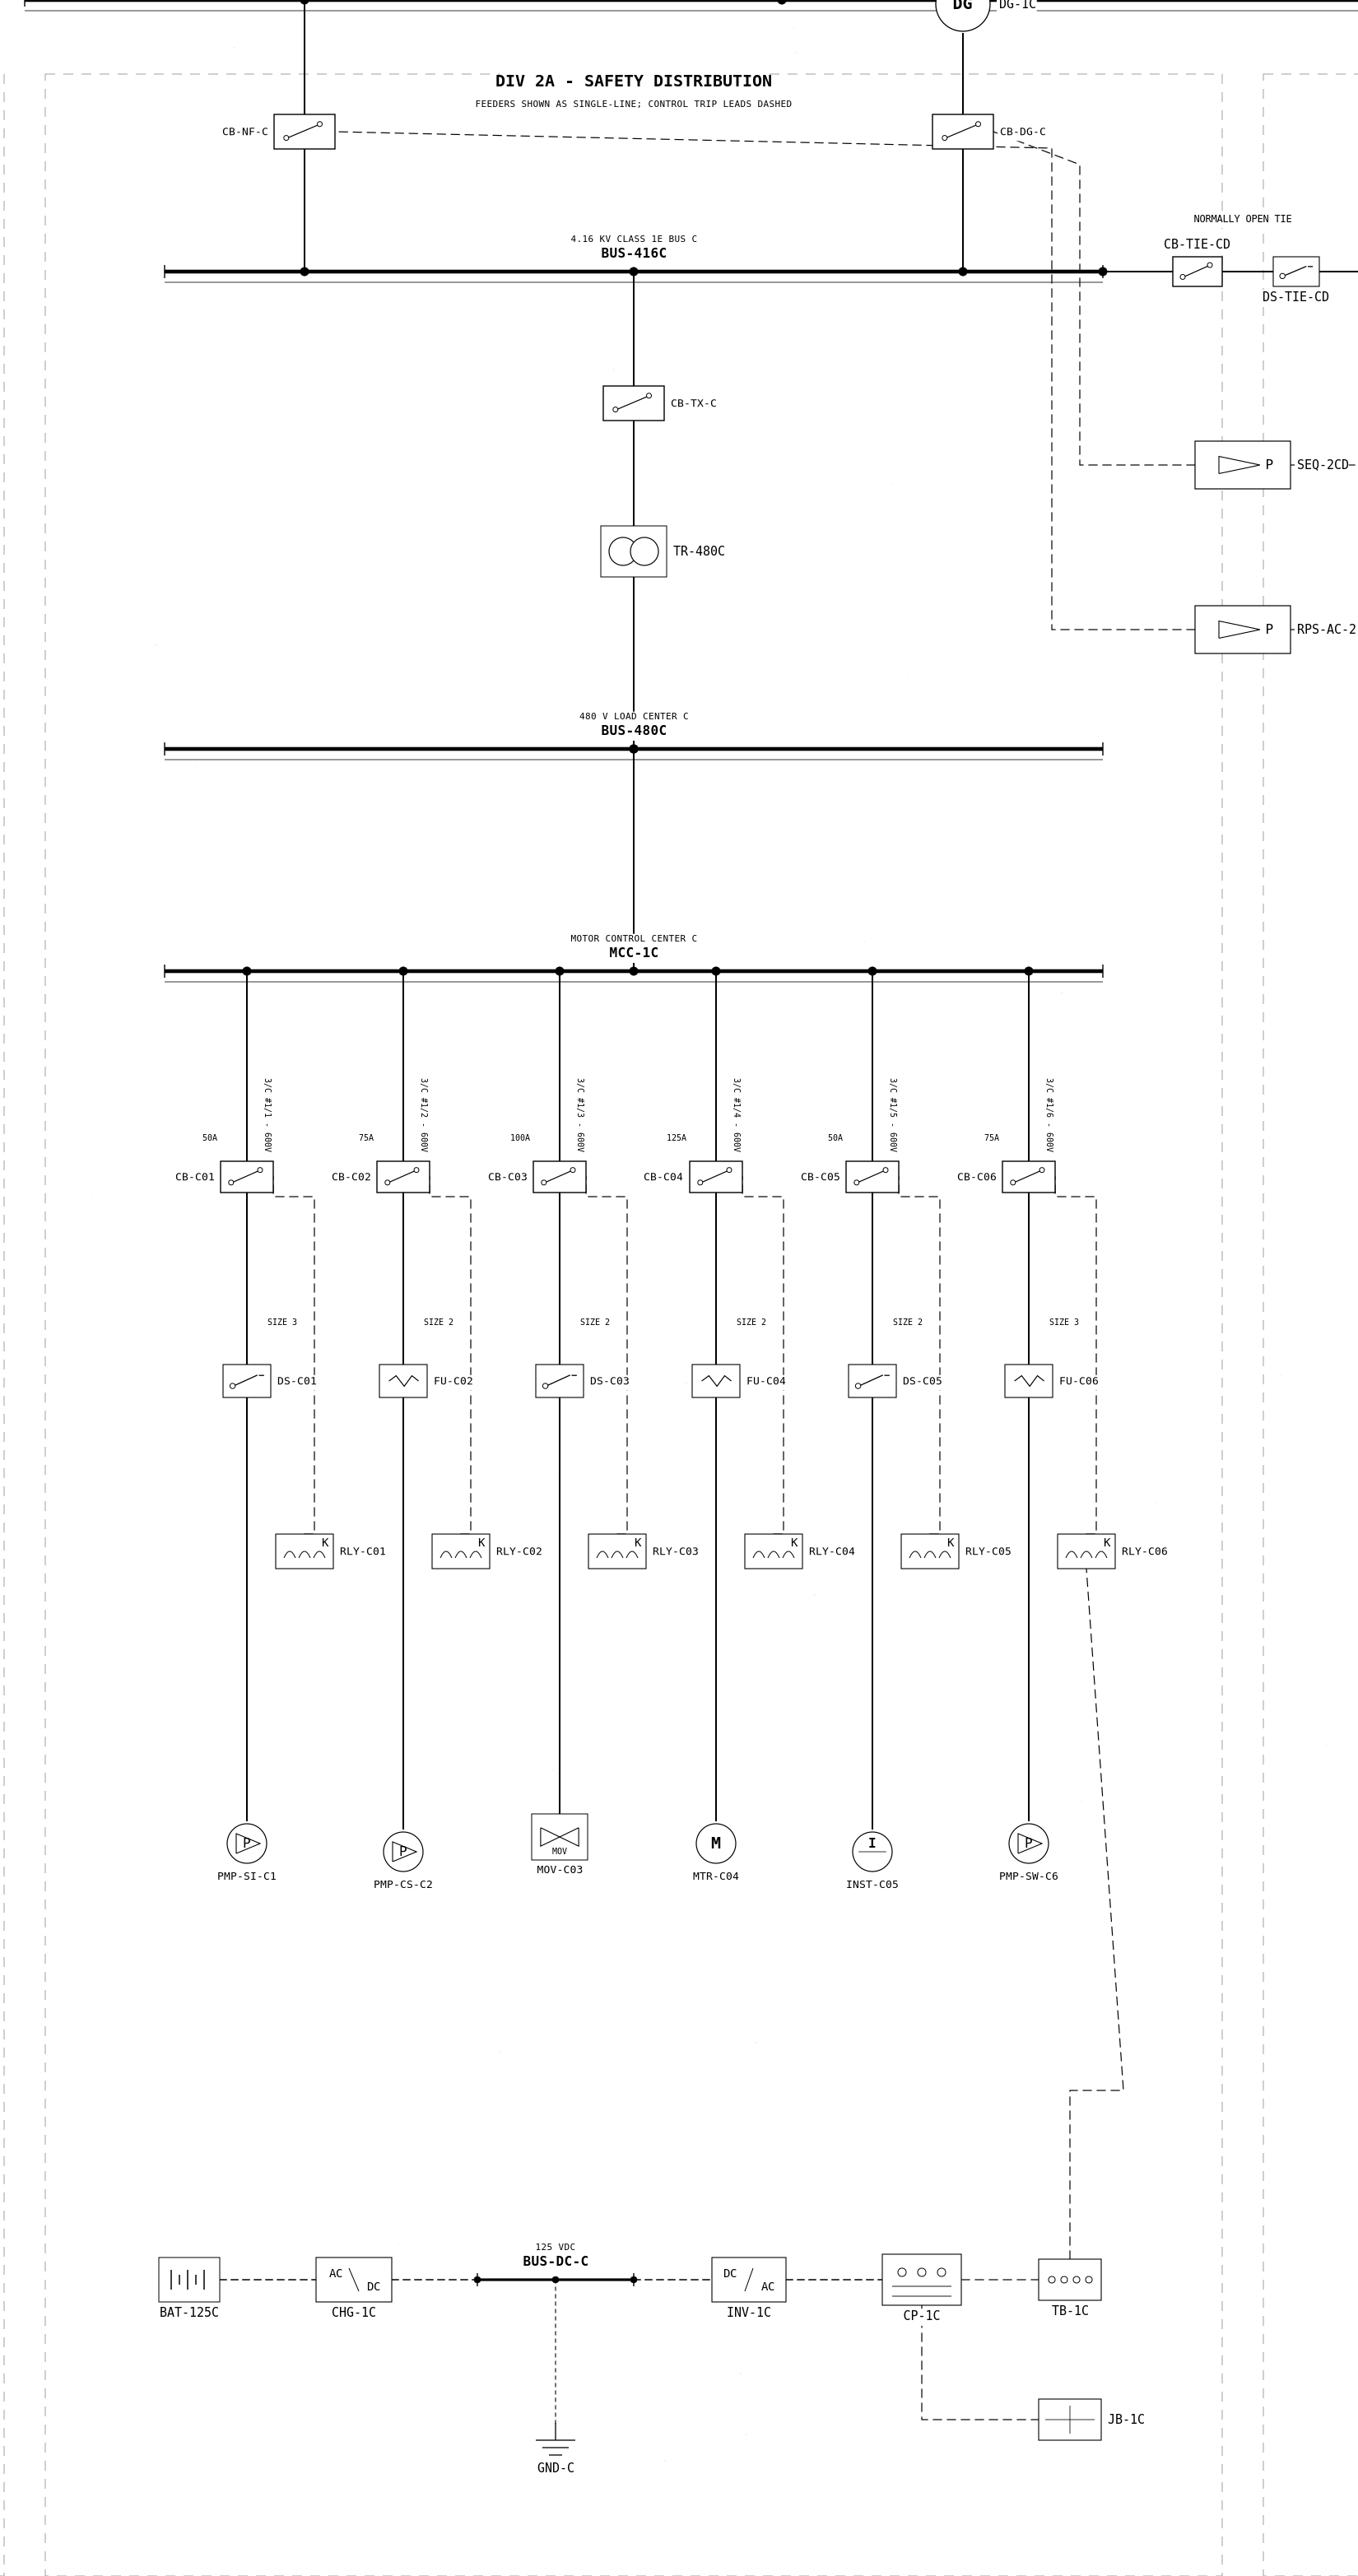 DG
DG-1C
DIV 2A - SAFETY DISTRIBUTION
FEEDERS SHOWN AS SINGLE-LINE; CONTROL TRIP LEADS DASHED
CB-NF-C
CB-DG-C
NORMALLY OPEN TIE
4.16 KV CLASS 1E BUS C
BUS-416C
CB-TIE-CD
DS-TIE-CD
CB-TX-C
P
SEQ-2CD
TR-480C
P
RPS-AC-2
480 V LOAD CENTER C
BUS-480C
MOTOR CONTROL CENTER C
MCC-1C
3/C #1/1 - 600V
3/C #1/2 - 600V
3/C #1/3 - 600V
3/C #1/4 - 600V
3/C #1/5 - 600V
3/C #1/6 - 600V
50A
75A
100A
125A
50A
75A
CB-C01
CB-C02
CB-C03
CB-C04
CB-C05
CB-C06
SIZE 3
SIZE 2
SIZE 2
SIZE 2
SIZE 2
SIZE 3
DS-C01
FU-C02
DS-C03
FU-C04
DS-C05
FU-C06
K
RLY-C01
K
RLY-C02
K
RLY-C03
K
RLY-C04
K
RLY-C05
K
RLY-C06
P
PMP-SI-C1
P
PMP-CS-C2
MOV
MOV-C03
M
MTR-C04
I
INST-C05
P
PMP-SW-C6
125 VDC
BUS-DC-C
BAT-125C
AC
DC
CHG-1C
DC
AC
INV-1C
CP-1C
TB-1C
JB-1C
GND-C